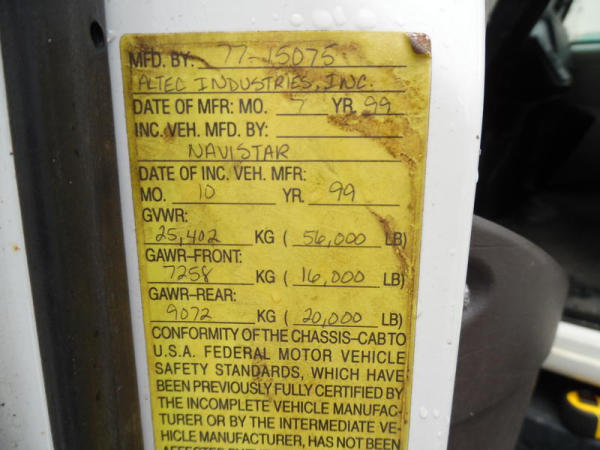 MFD. BY: 77-15075
ALTEC INDUSTRIES, INC.
DATE OF MFR: MO. 7 YR. 99
INC. VEH. MFD. BY:
NAVISTAR
DATE OF INC. VEH. MFR:
MO. 10 YR. 99
GVWR:
25,402 KG ( 56,000 LB)
GAWR-FRONT:
7258 KG ( 16,000 LB)
GAWR-REAR:
9072 KG ( 20,000 LB)
CONFORMITY OF THE CHASSIS-CAB TO
U.S.A. FEDERAL MOTOR VEHICLE
SAFETY STANDARDS, WHICH HAVE
BEEN PREVIOUSLY FULLY CERTIFIED BY
THE INCOMPLETE VEHICLE MANUFAC-
TURER OR BY THE INTERMEDIATE VE-
HICLE MANUFACTURER, HAS NOT BEEN